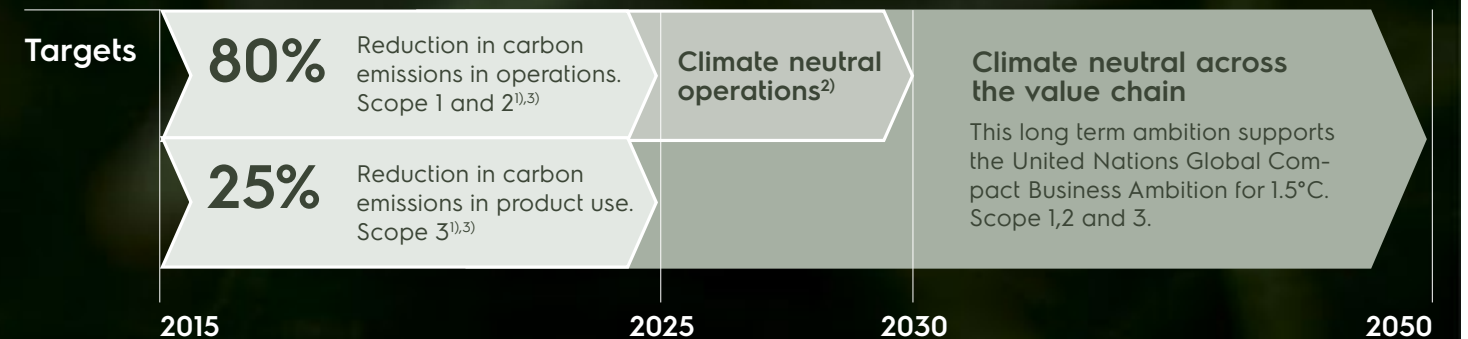 Targets
80%
Reduction in carbon
emissions in operations.
Scope 1 and 2¹⁾,³⁾
Climate neutral
operations²⁾
Climate neutral across
the value chain
This long term ambition supports
the United Nations Global Com-
pact Business Ambition for 1.5°C.
Scope 1,2 and 3.
25%
Reduction in carbon
emissions in product use.
Scope 3¹⁾,³⁾
2015
2025
2030
2050